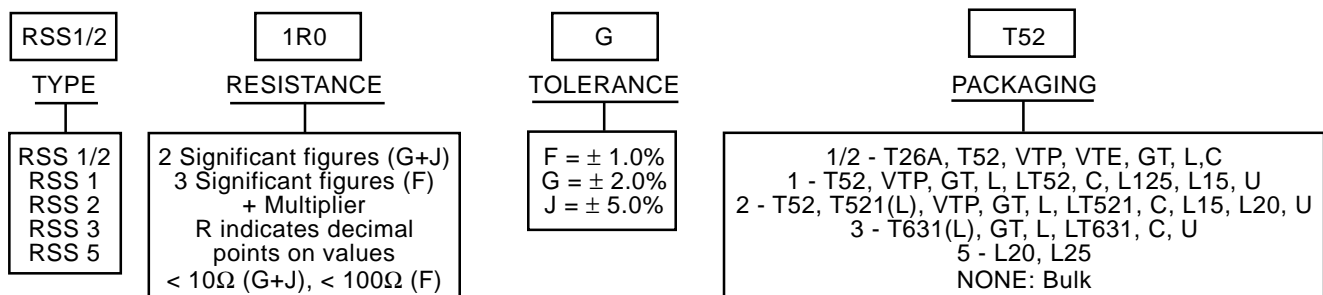 RSS1/2
1R0
G
T52
TYPE
RESISTANCE
TOLERANCE
PACKAGING
RSS 1/2
RSS 1
RSS 2
RSS 3
RSS 5
2 Significant figures (G+J)
3 Significant figures (F)
+ Multiplier
R indicates decimal
points on values
< 10Ω (G+J), < 100Ω (F)
F = ± 1.0%
G = ± 2.0%
J = ± 5.0%
1/2 - T26A, T52, VTP, VTE, GT, L,C
1 - T52, VTP, GT, L, LT52, C, L125, L15, U
2 - T52, T521(L), VTP, GT, L, LT521, C, L15, L20, U
3 - T631(L), GT, L, LT631, C, U
5 - L20, L25
NONE: Bulk